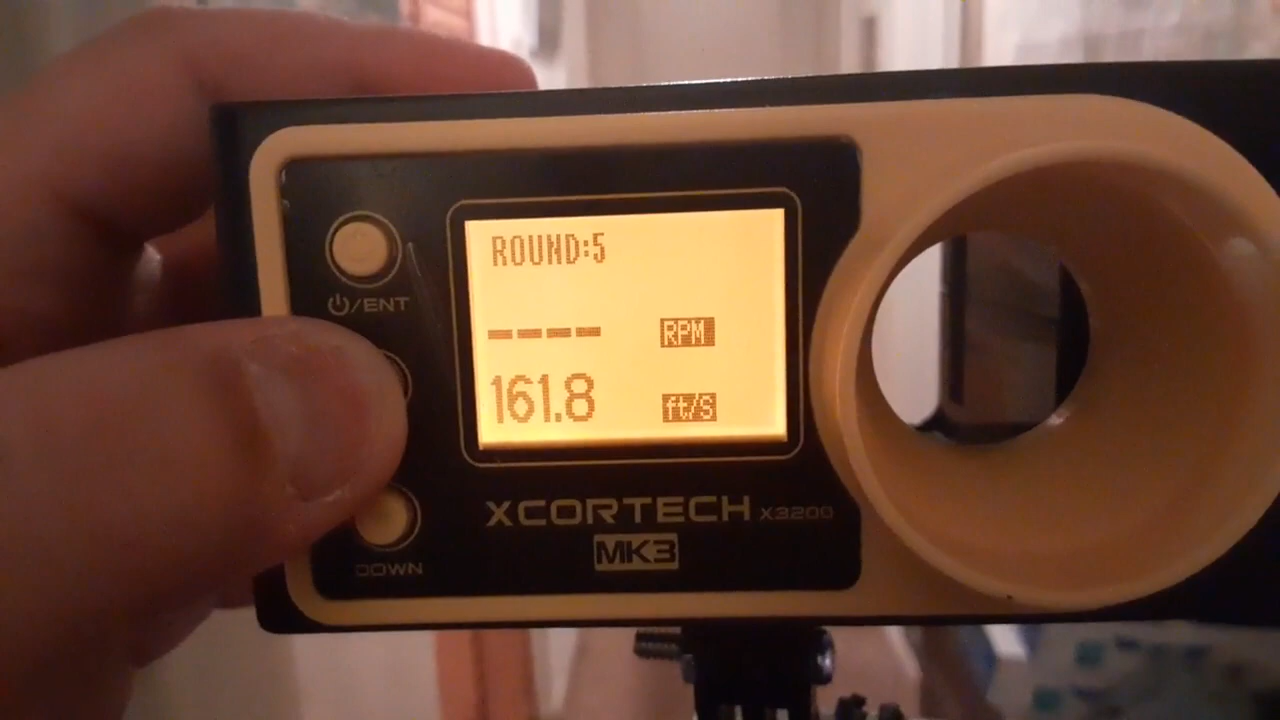 ROUND:5
---- RPM
161.8 ft/S
⏻/ENT
DOWN
XCORTECH X3200
MK3